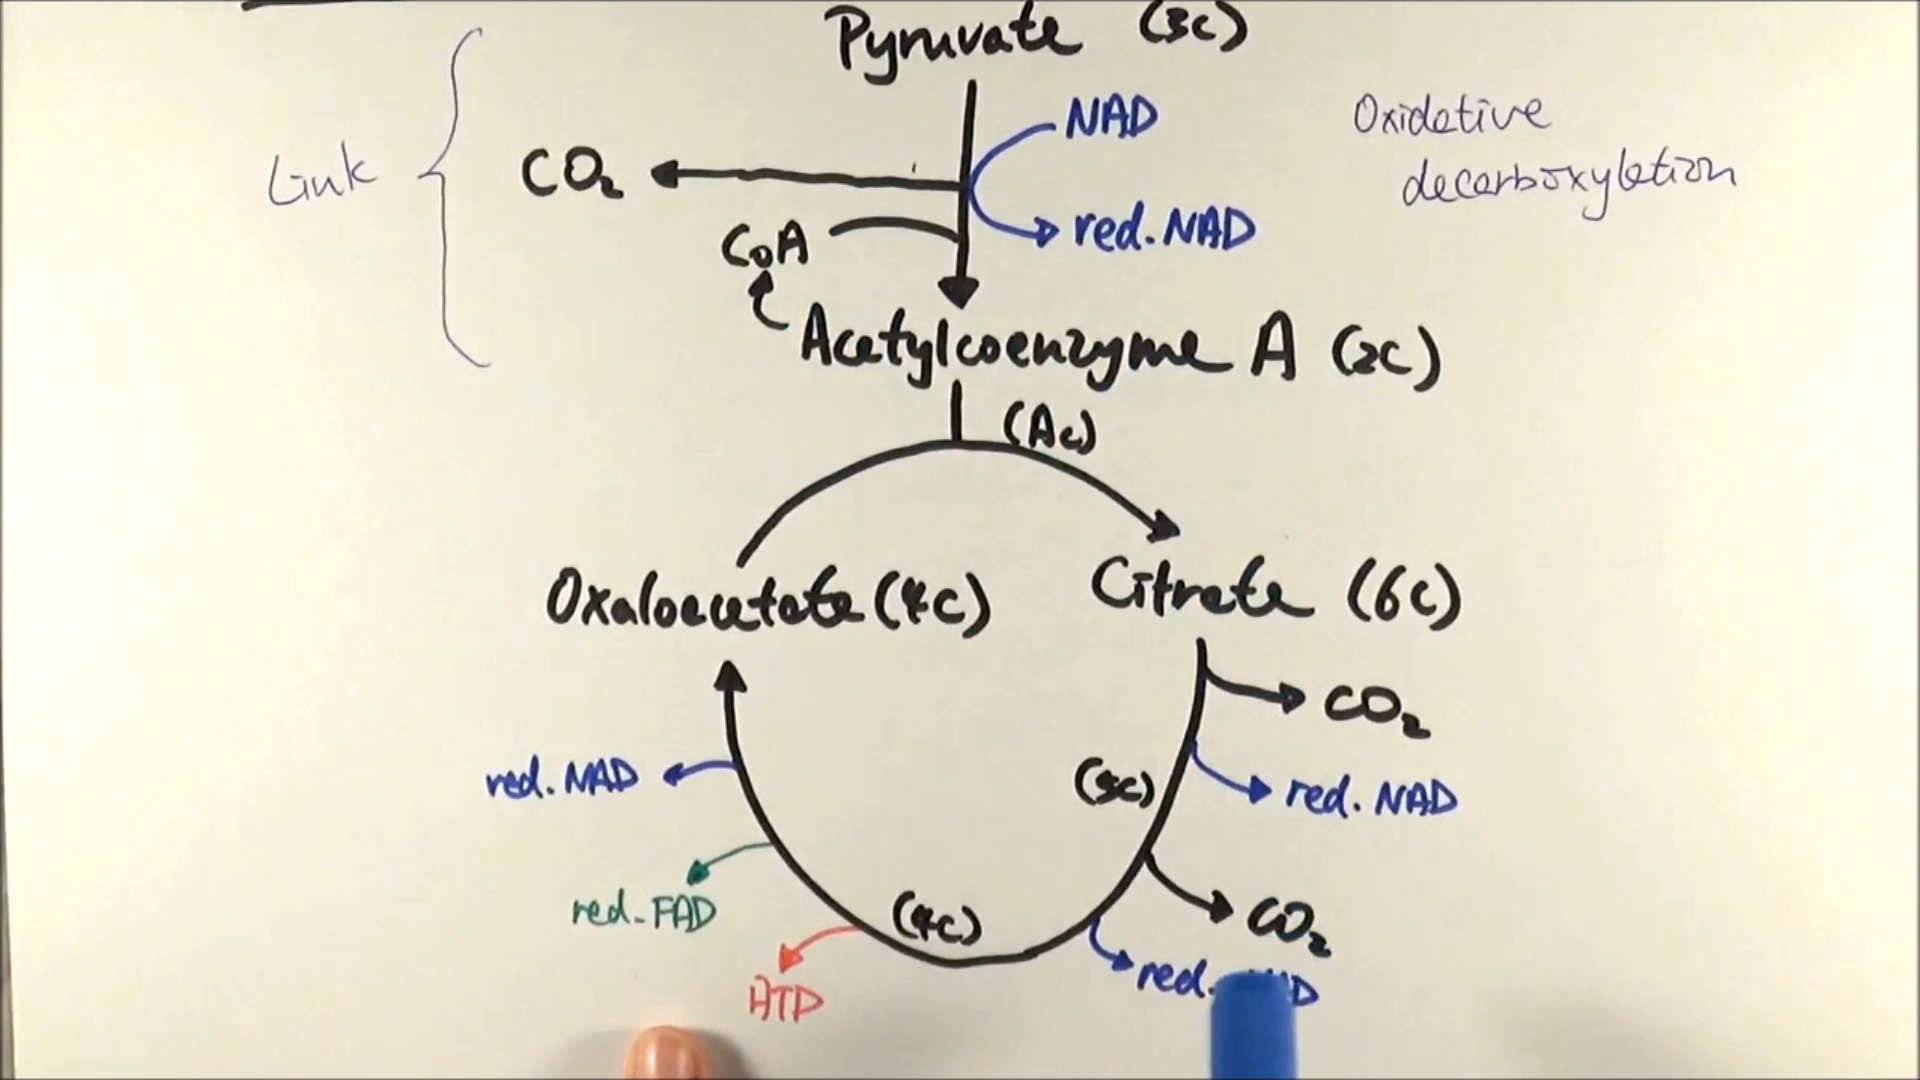 Pyruvate (3C)
NAD
Oxidative
decarboxylation
Link
CO₂
red.NAD
CoA
Acetylcoenzyme A (2C)
(Ac)
Oxaloacetate (4C)
Citrate (6C)
CO₂
red.NAD
(5C)
red.NAD
red.FAD
(4C)
CO₂
red.
ATP